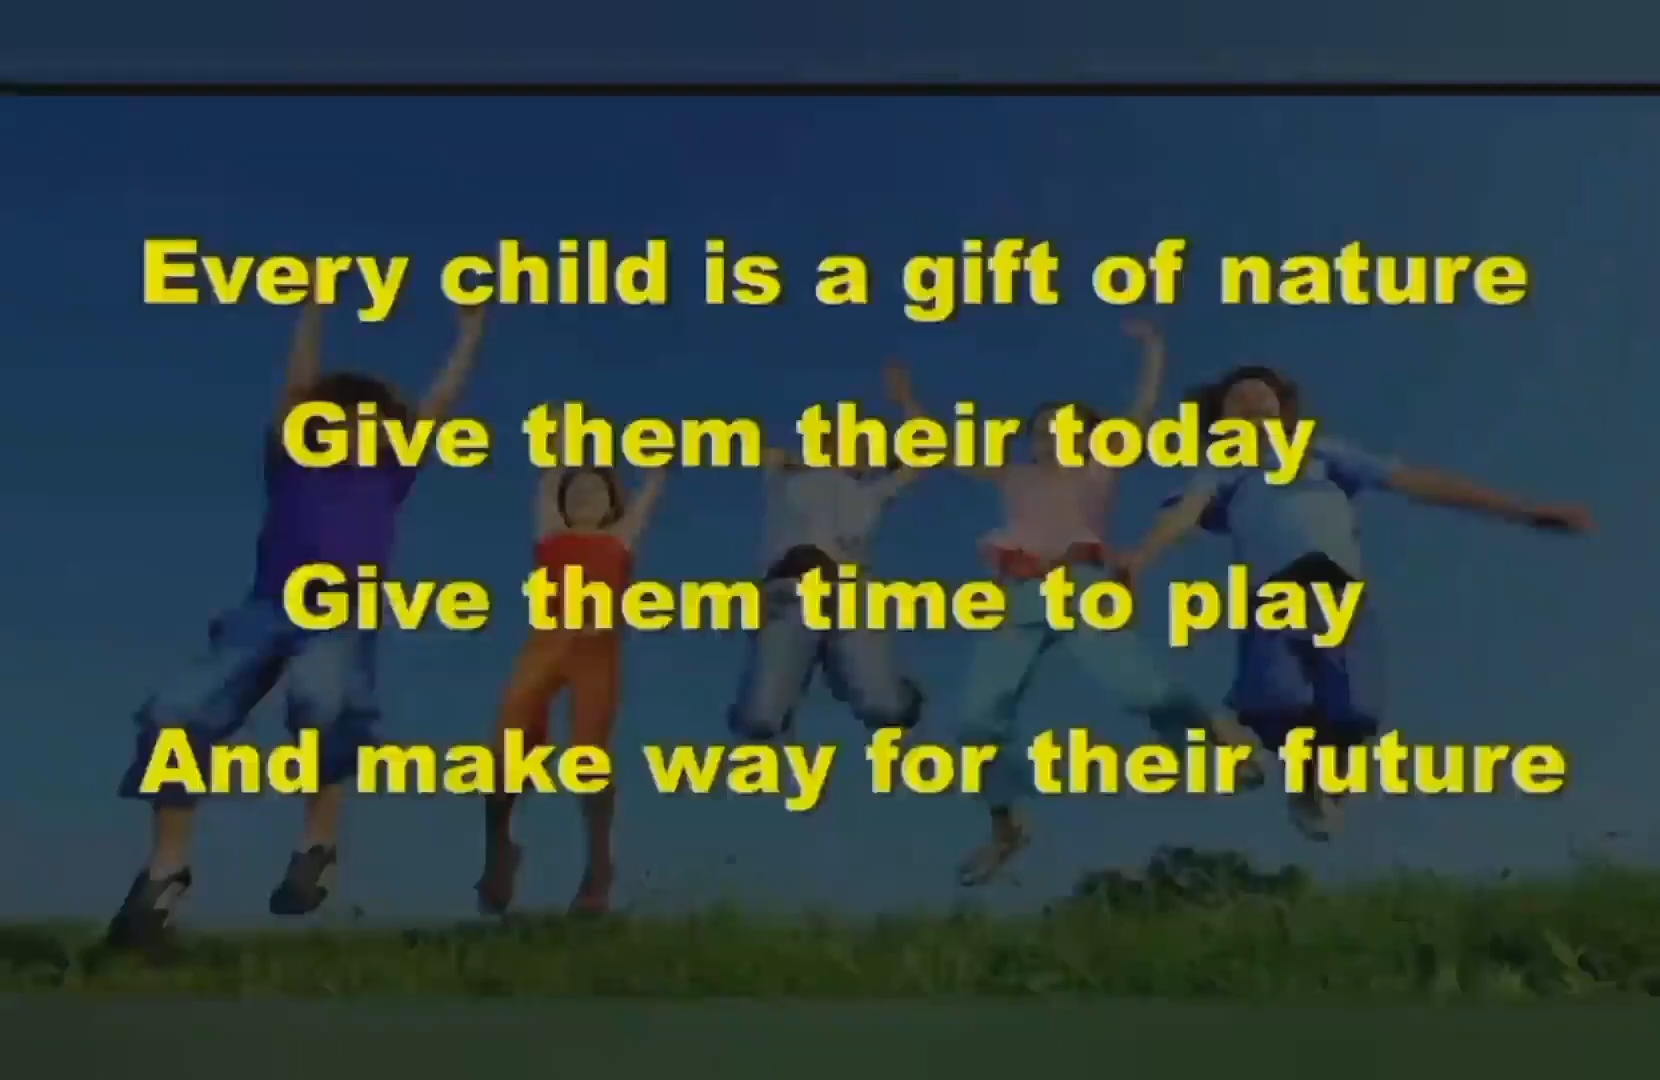 Every child is a gift of nature
Give them their today
Give them time to play
And make way for their future